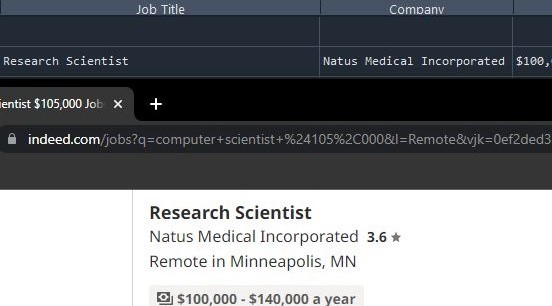 Job Title Company
Research Scientist Natus Medical Incorporated $100,
entist $105,000 Job × +
indeed.com/jobs?q=computer+scientist+%24105%2C000&l=Remote&vjk=0ef2ded3
Research Scientist
Natus Medical Incorporated 3.6 ★
Remote in Minneapolis, MN
$100,000 - $140,000 a year